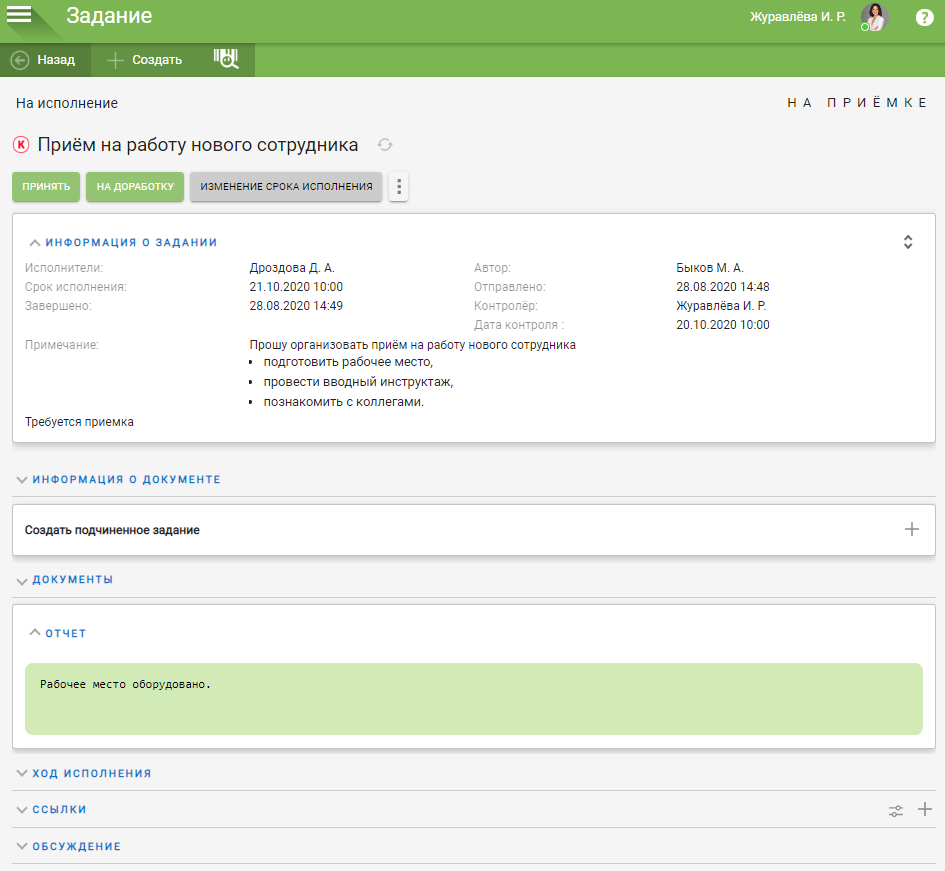 Задание
Журавлёва И. Р.
?
Назад
Создать
На исполнение
НА ПРИЁМКЕ
К Приём на работу нового сотрудника
ПРИНЯТЬ
НА ДОРАБОТКУ
ИЗМЕНЕНИЕ СРОКА ИСПОЛНЕНИЯ
ИНФОРМАЦИЯ О ЗАДАНИИ
Исполнители: Дроздова Д. А. Автор: Быков М. А.
Срок исполнения: 21.10.2020 10:00 Отправлено: 28.08.2020 14:48
Завершено: 28.08.2020 14:49 Контролёр: Журавлёва И. Р.
Дата контроля : 20.10.2020 10:00
Примечание: Прошу организовать приём на работу нового сотрудника
• подготовить рабочее место,
• провести вводный инструктаж,
• познакомить с коллегами.
Требуется приемка
ИНФОРМАЦИЯ О ДОКУМЕНТЕ
Создать подчиненное задание
ДОКУМЕНТЫ
ОТЧЕТ
Рабочее место оборудовано.
ХОД ИСПОЛНЕНИЯ
ССЫЛКИ
ОБСУЖДЕНИЕ